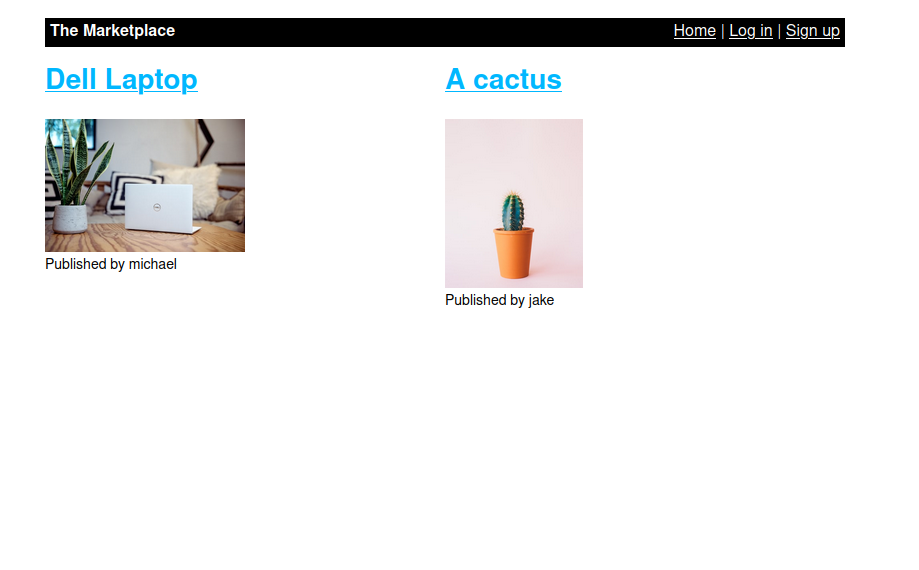 The Marketplace
Home | Log in | Sign up
Dell Laptop
A cactus
Published by michael
Published by jake